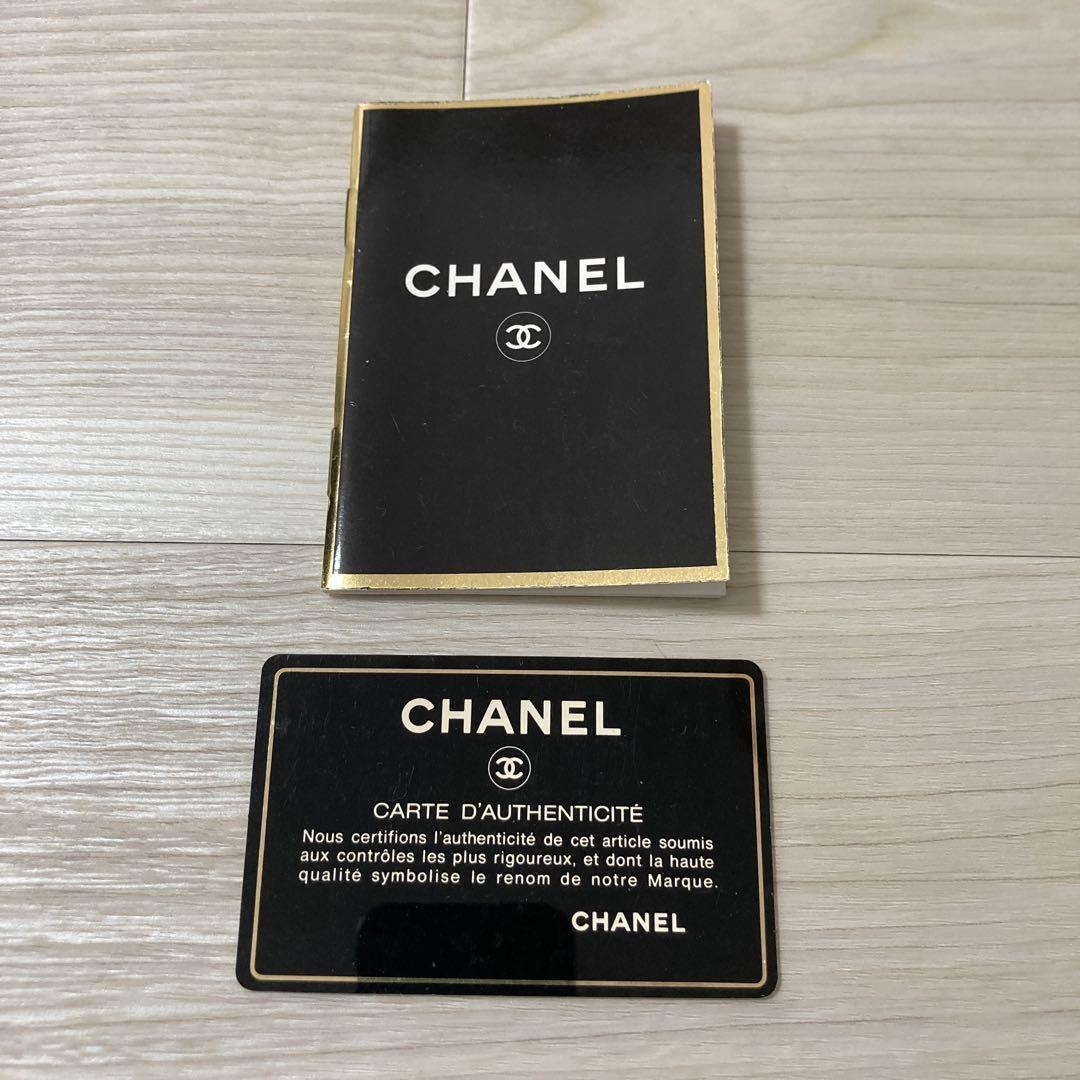 CHANEL
CHANEL
CARTE D'AUTHENTICITÉ
Nous certifions l'authenticité de cet article soumis
aux contrôles les plus rigoureux, et dont la haute
qualité symbolise le renom de notre Marque.
CHANEL